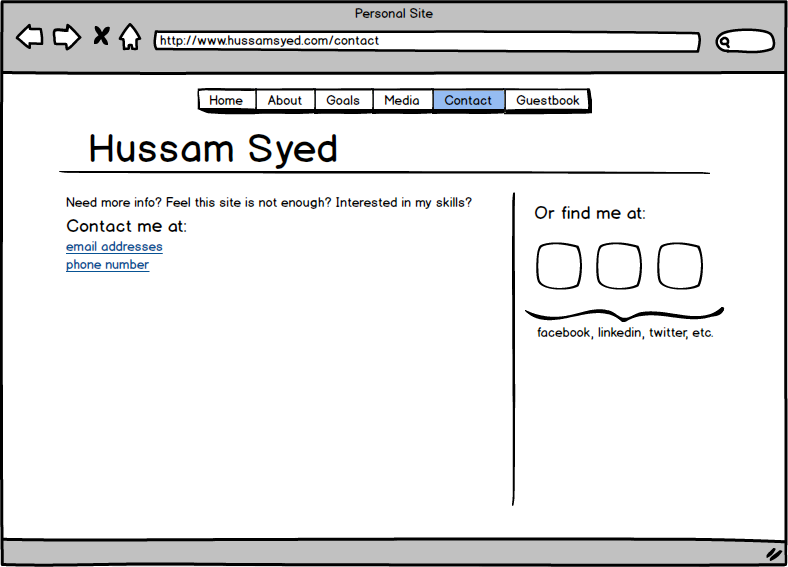 Personal Site
http://www.hussamsyed.com/contact
Home About Goals Media Contact Guestbook
Hussam Syed
Need more info? Feel this site is not enough? Interested in my skills?
Contact me at:
email addresses
phone number
Or find me at:
facebook, linkedin, twitter, etc.